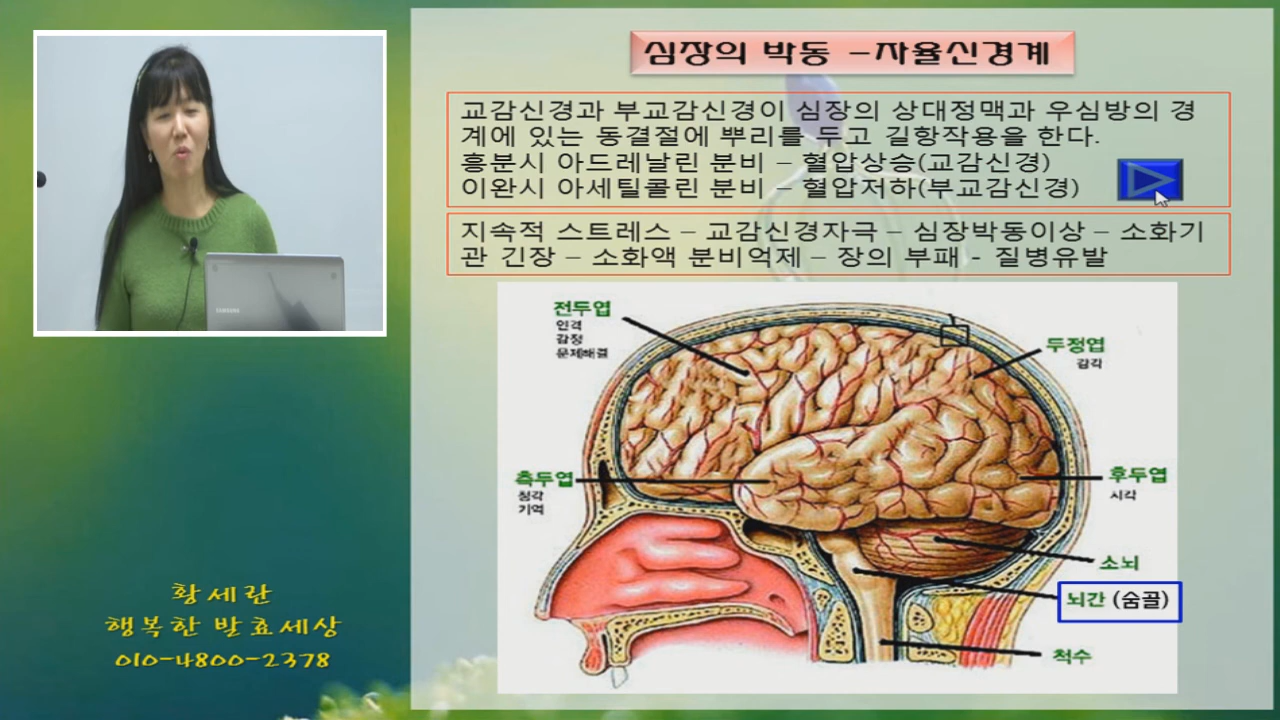 심장의 박동 –자율신경계
교감신경과 부교감신경이 심장의 상대정맥과 우심방의 경
계에 있는 동결절에 뿌리를 두고 길항작용을 한다.
흥분시 아드레날린 분비 – 혈압상승(교감신경)
이완시 아세틸콜린 분비 – 혈압저하(부교감신경)
지속적 스트레스 – 교감신경자극 – 심장박동이상 – 소화기
관 긴장 – 소화액 분비억제 – 장의 부패 - 질병유발
전두엽
인격
감정
문제해결
두정엽
감각
측두엽
청각
기억
후두엽
시각
소뇌
뇌간 (숨골)
척수
SAMSUNG
황세란
행복한 발효세상
010-4800-2378